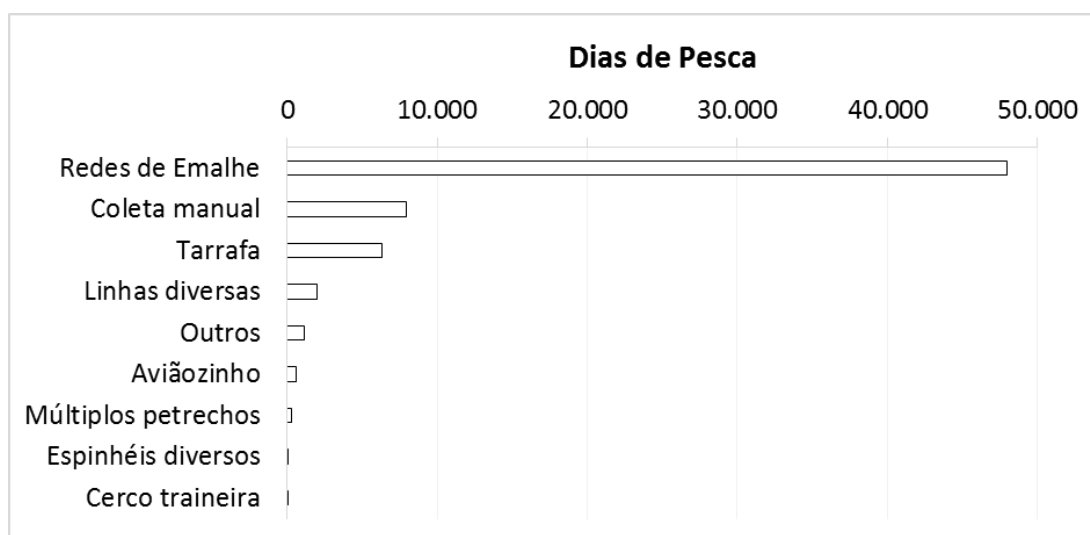 Dias de Pesca
0 10.000 20.000 30.000 40.000 50.000
Redes de Emalhe
Coleta manual
Tarrafa
Linhas diversas
Outros
Aviãozinho
Múltiplos petrechos
Espinhéis diversos
Cerco traineira